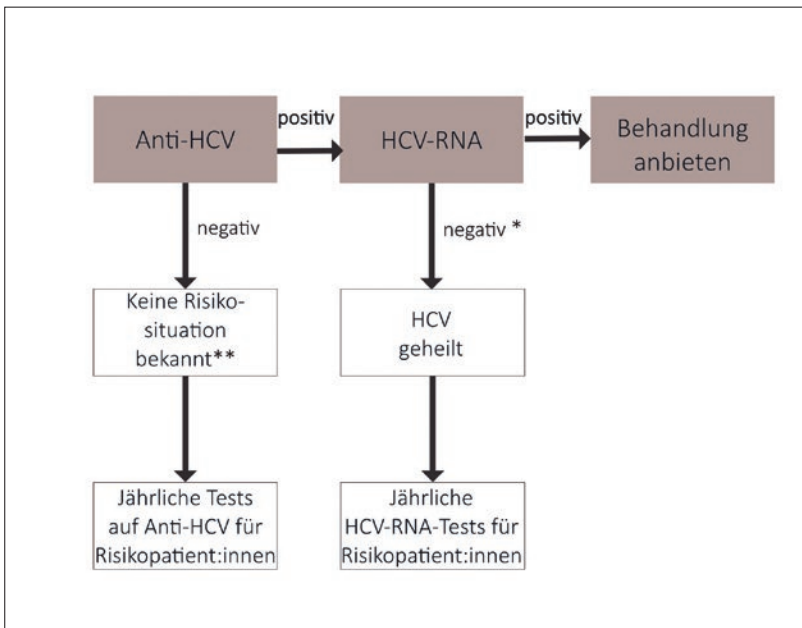 Anti-HCV
positiv
HCV-RNA
positiv
Behandlung
anbieten
negativ
negativ *
Keine Risiko-
situation
bekannt**
HCV
geheilt
Jährliche Tests
auf Anti-HCV für
Risikopatient:innen
Jährliche
HCV-RNA-Tests für
Risikopatient:innen